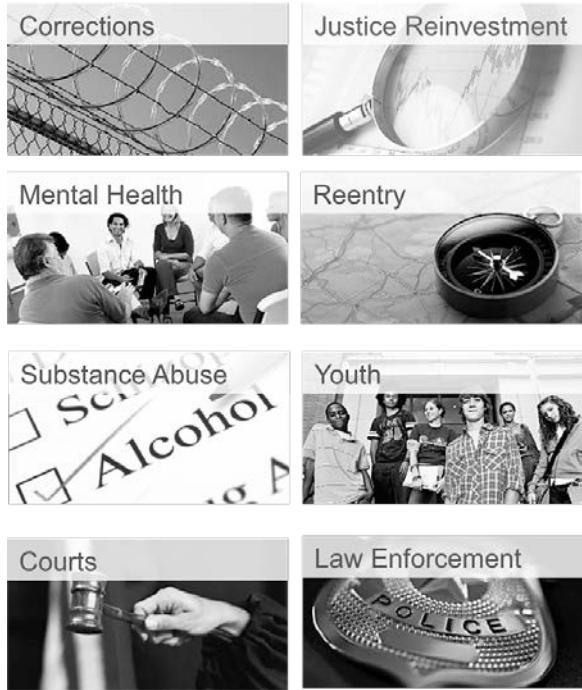 Corrections
Justice Reinvestment
Mental Health
Reentry
Substance Abuse
Alcohol
Youth
Courts
Law Enforcement
POLICE